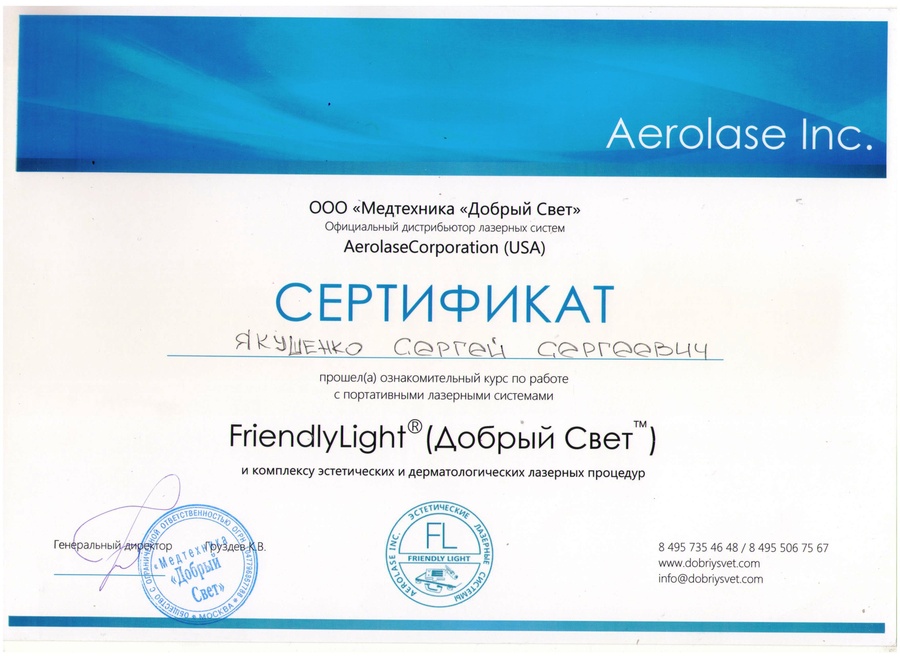 Aerolase Inc.
ООО «Медтехника «Добрый Свет»
Официальный дистрибьютор лазерных систем
AerolaseCorporation (USA)
СЕРТИФИКАТ
ЯКУШЕНКО СЕРГЕЙ СЕРГЕЕВИЧ
прошел(а) ознакомительный курс по работе
с портативными лазерными системами
FriendlyLight® (Добрый Свет™)
и комплексу эстетических и дерматологических лазерных процедур
Генеральный директор Груздев К.В.
ОБЩЕСТВО С ОГРАНИЧЕННОЙ ОТВЕТСТВЕННОСТЬЮ ОГРН
МОСКВА
«Медтехника
«Добрый
Свет»
AEROLASE INC. ЭСТЕТИЧЕСКИЕ ЛАЗЕРНЫЕ СИСТЕМЫ
FL
FRIENDLY LIGHT
8 495 735 46 48 / 8 495 506 75 67
www.dobriysvet.com
info@dobriysvet.com